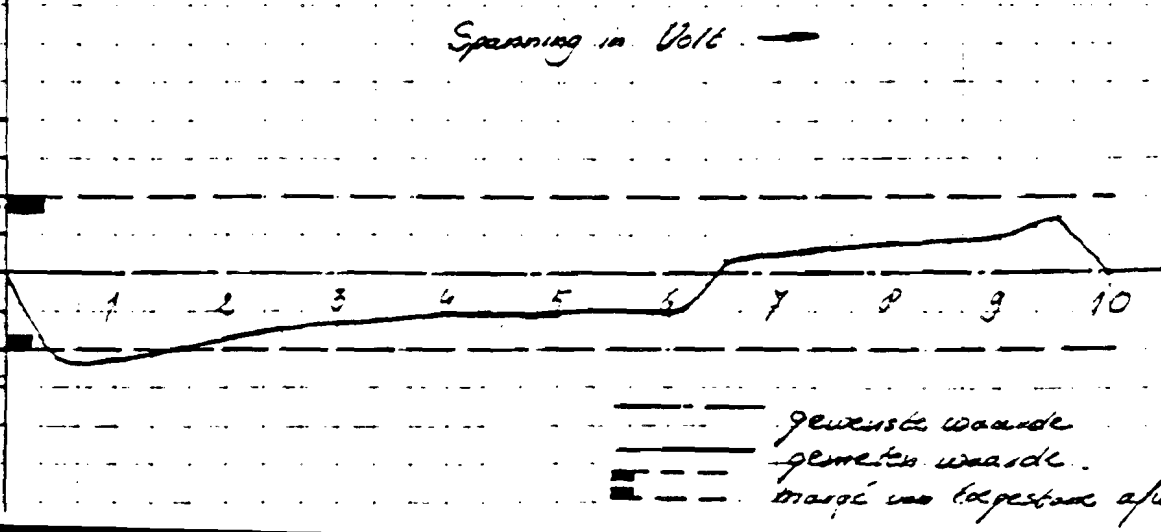 Spanning in Volt
1 2 3 4 5 6 7 8 9 10
gewenste waarde
gemeten waarde.
marge van toegestane